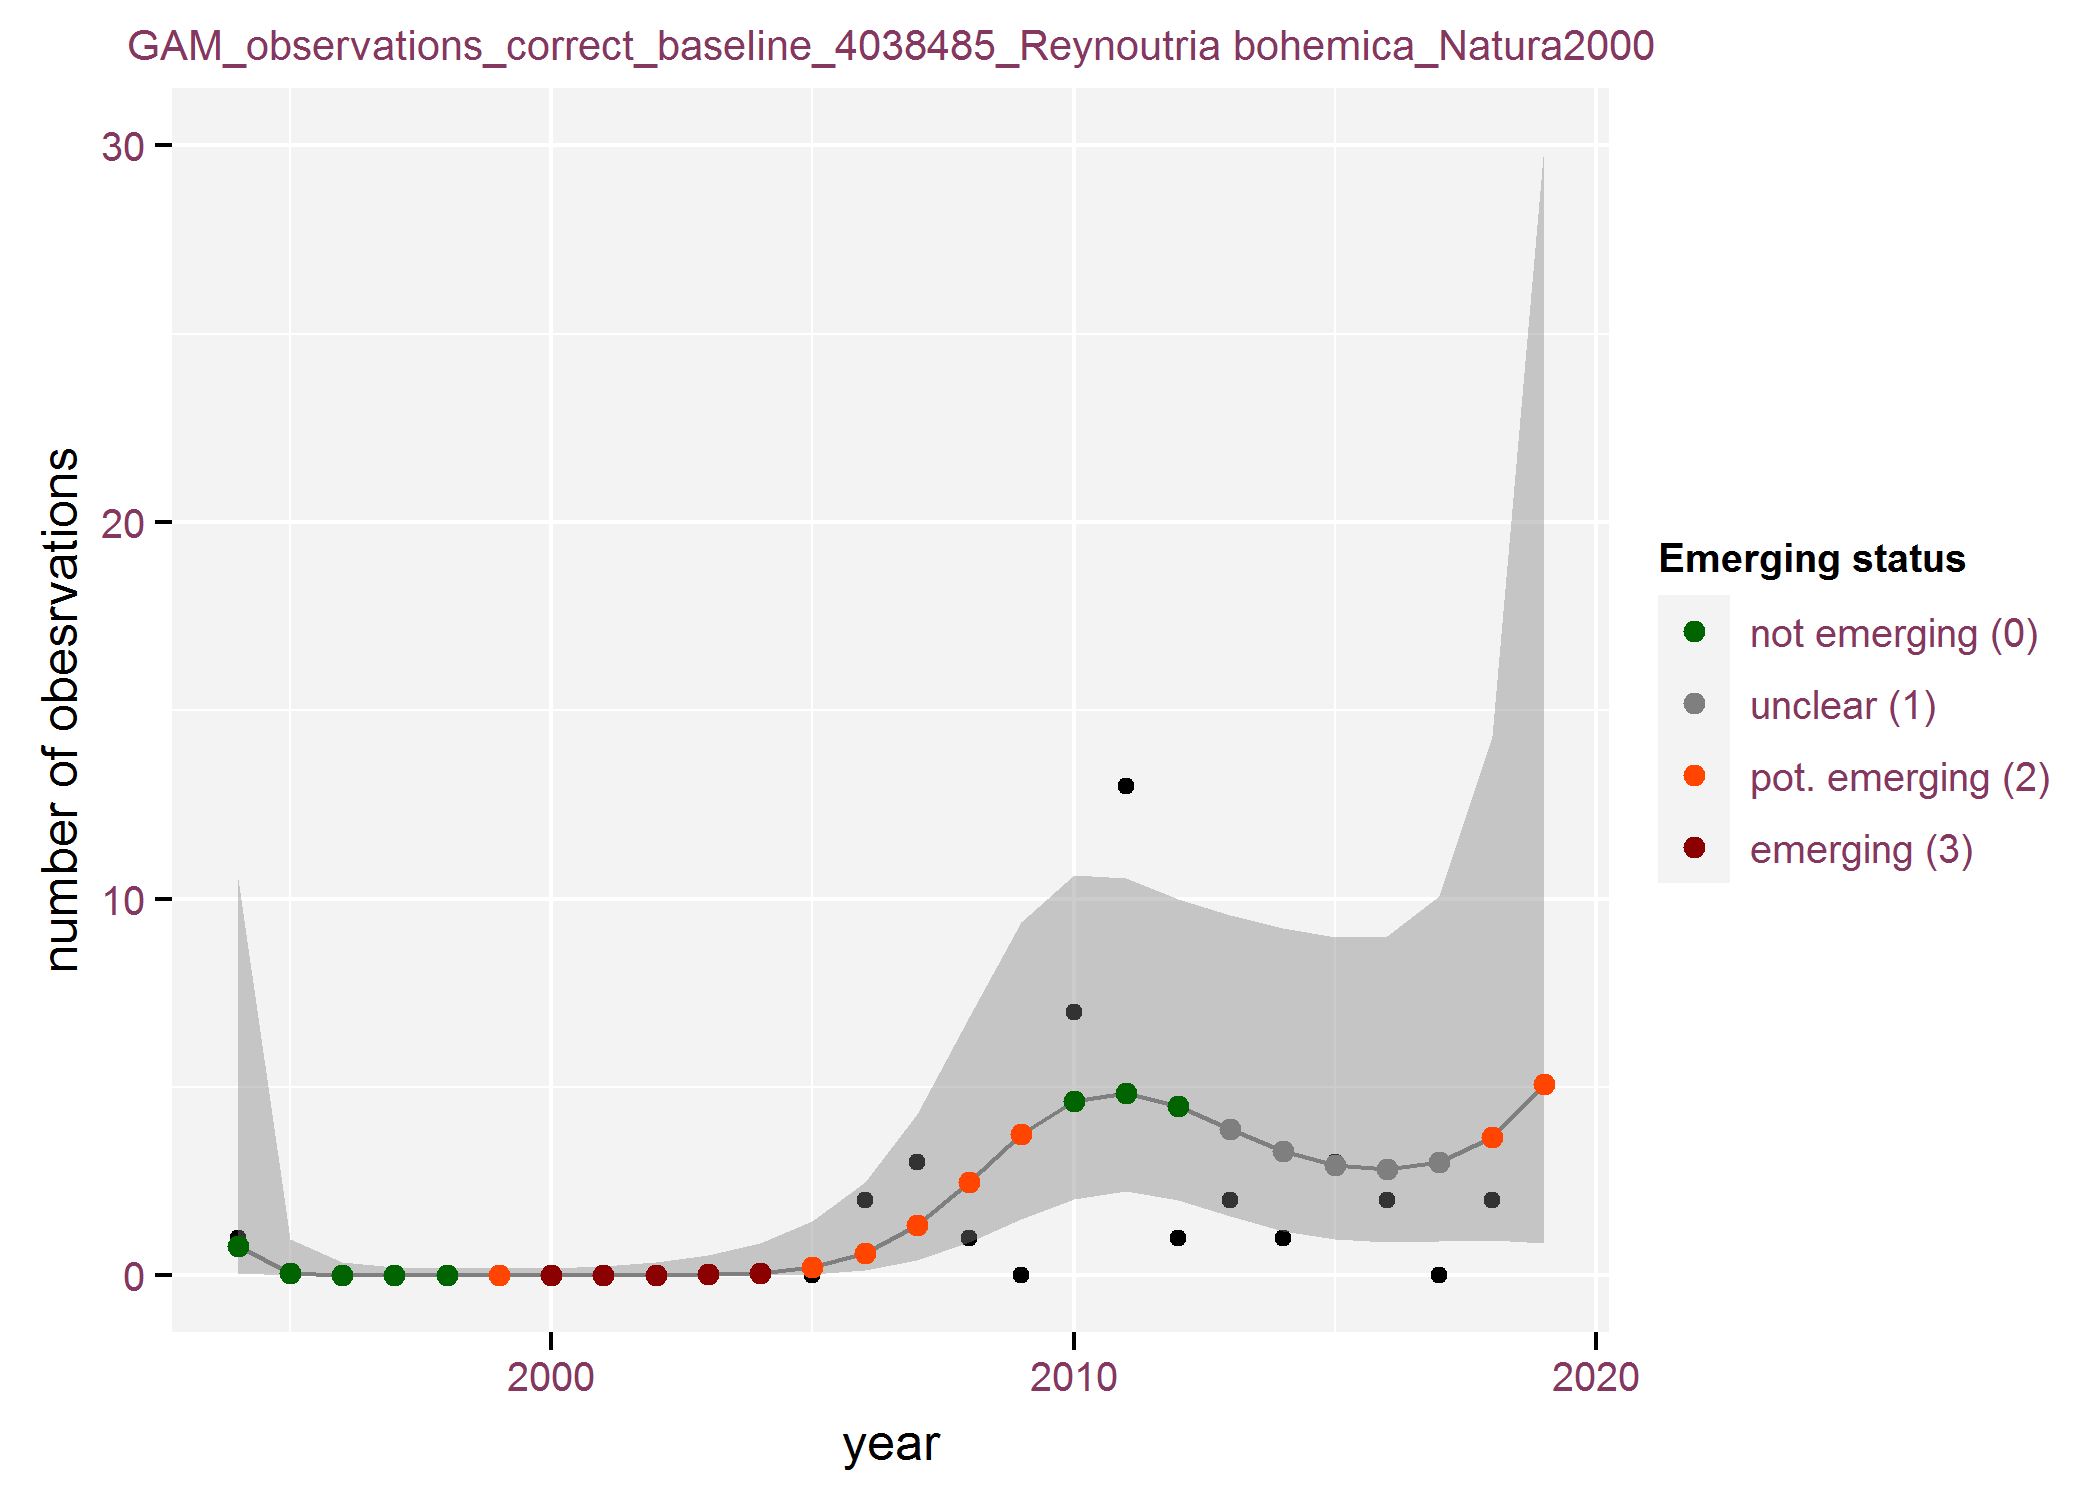 GAM_observations_correct_baseline_4038485_Reynoutria bohemica_Natura2000
30
20
10
0
number of obesrvations
2000
2010
2020
year
Emerging status
not emerging (0)
unclear (1)
pot. emerging (2)
emerging (3)